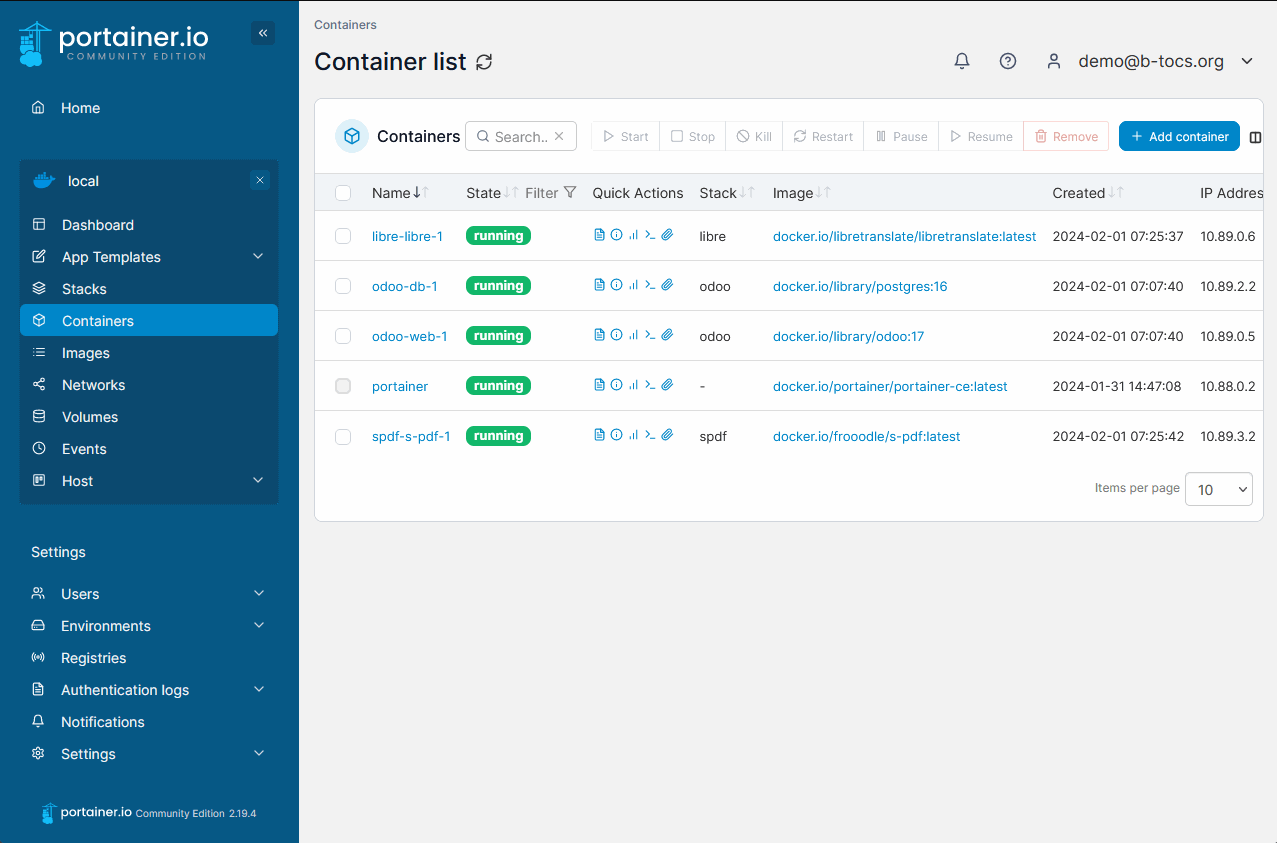 portainer.io
COMMUNITY EDITION
Home
local
Dashboard
App Templates
Stacks
Containers
Images
Networks
Volumes
Events
Host
Settings
Users
Environments
Registries
Authentication logs
Notifications
Settings
portainer.io Community Edition 2.19.4
Containers
Container list
demo@b-tocs.org
Containers Search.. Start Stop Kill Restart Pause Resume Remove Add container
Name State Filter Quick Actions Stack Image Created IP Addres
libre-libre-1 running libre docker.io/libretranslate/libretranslate:latest 2024-02-01 07:25:37 10.89.0.6
odoo-db-1 running odoo docker.io/library/postgres:16 2024-02-01 07:07:40 10.89.2.2
odoo-web-1 running odoo docker.io/library/odoo:17 2024-02-01 07:07:40 10.89.0.5
portainer running - docker.io/portainer/portainer-ce:latest 2024-01-31 14:47:08 10.88.0.2
spdf-s-pdf-1 running spdf docker.io/frooodle/s-pdf:latest 2024-02-01 07:25:42 10.89.3.2
Items per page 10